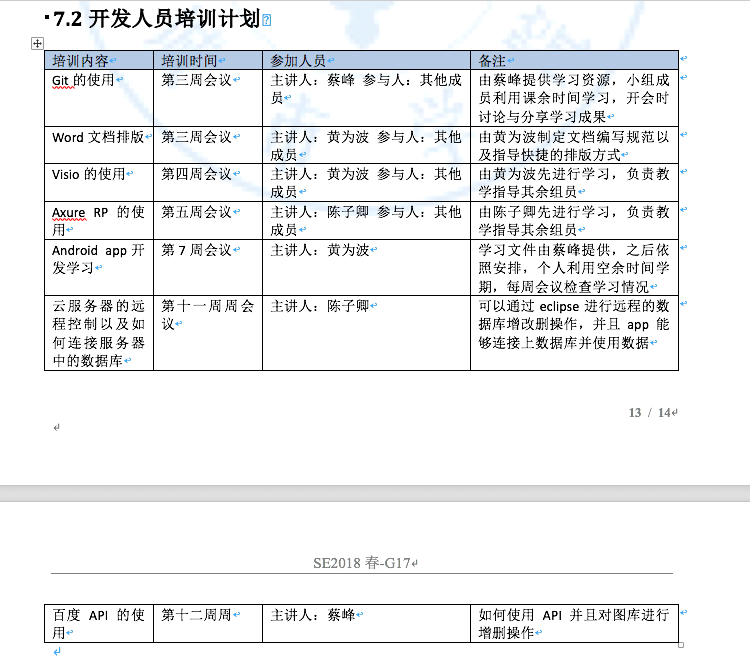 7.2 开发人员培训计划
培训内容 培训时间 参加人员 备注
Git 的使用 第三周会议 主讲人：蔡峰 参与人：其他成 由蔡峰提供学习资源，小组成
员 员利用课余时间学习，开会时
讨论与分享学习成果
Word 文档排版 第三周会议 主讲人：黄为波 参与人：其他 由黄为波制定文档编写规范以
成员 及指导快捷的排版方式
Visio 的使用 第四周会议 主讲人：黄为波 参与人：其他 由黄为波先进行学习，负责教
成员 学指导其余组员
Axure RP 的使 第五周会议 主讲人：陈子卿 参与人：其他 由陈子卿先进行学习，负责教
用 成员 学指导其余组员
Android app 开 第 7 周会议 主讲人：黄为波 学习文件由蔡峰提供，之后依
发学习 照安排，个人利用空余时间学
期，每周会议检查学习情况
云服务器的远 第十一周周会 主讲人：陈子卿 可以通过 eclipse 进行远程的数
程控制以及如 议 据库增改删操作，并且 app 能
何连接服务器 够连接上数据库并使用数据
中的数据库
13 / 14
SE2018 春-G17
百度 API 的使 第十二周周 主讲人：蔡峰 如何使用 API 并且对图库进行
用 增删操作